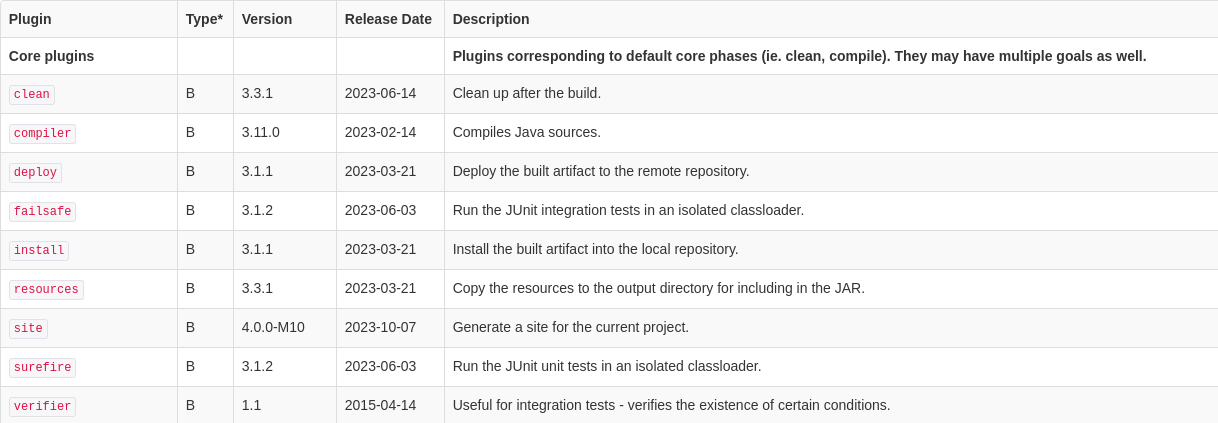 Plugin Type* Version Release Date Description
Core plugins Plugins corresponding to default core phases (ie. clean, compile). They may have multiple goals as well.
clean B 3.3.1 2023-06-14 Clean up after the build.
compiler B 3.11.0 2023-02-14 Compiles Java sources.
deploy B 3.1.1 2023-03-21 Deploy the built artifact to the remote repository.
failsafe B 3.1.2 2023-06-03 Run the JUnit integration tests in an isolated classloader.
install B 3.1.1 2023-03-21 Install the built artifact into the local repository.
resources B 3.3.1 2023-03-21 Copy the resources to the output directory for including in the JAR.
site B 4.0.0-M10 2023-10-07 Generate a site for the current project.
surefire B 3.1.2 2023-06-03 Run the JUnit unit tests in an isolated classloader.
verifier B 1.1 2015-04-14 Useful for integration tests - verifies the existence of certain conditions.